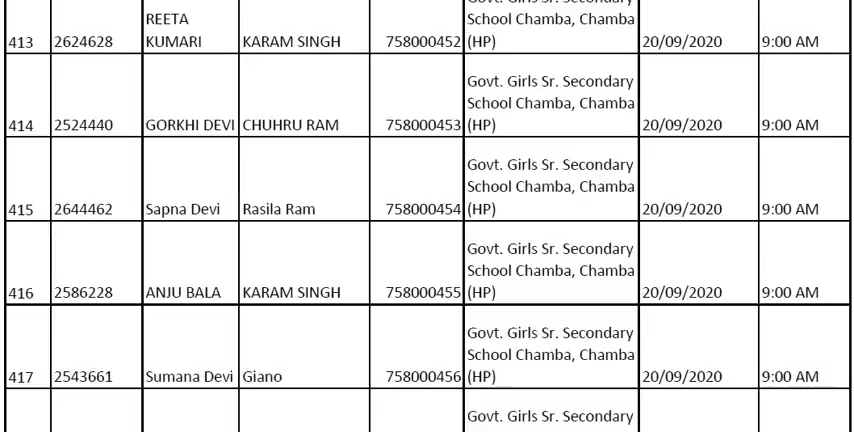 Govt. Girls Sr. Secondary
REETA School Chamba, Chamba
413 2624628 KUMARI KARAM SINGH 758000452 (HP) 20/09/2020 9:00 AM
Govt. Girls Sr. Secondary
School Chamba, Chamba
414 2524440 GORKHI DEVI CHUHRU RAM 758000453 (HP) 20/09/2020 9:00 AM
Govt. Girls Sr. Secondary
School Chamba, Chamba
415 2644462 Sapna Devi Rasila Ram 758000454 (HP) 20/09/2020 9:00 AM
Govt. Girls Sr. Secondary
School Chamba, Chamba
416 2586228 ANJU BALA KARAM SINGH 758000455 (HP) 20/09/2020 9:00 AM
Govt. Girls Sr. Secondary
School Chamba, Chamba
417 2543661 Sumana Devi Giano 758000456 (HP) 20/09/2020 9:00 AM
Govt. Girls Sr. Secondary